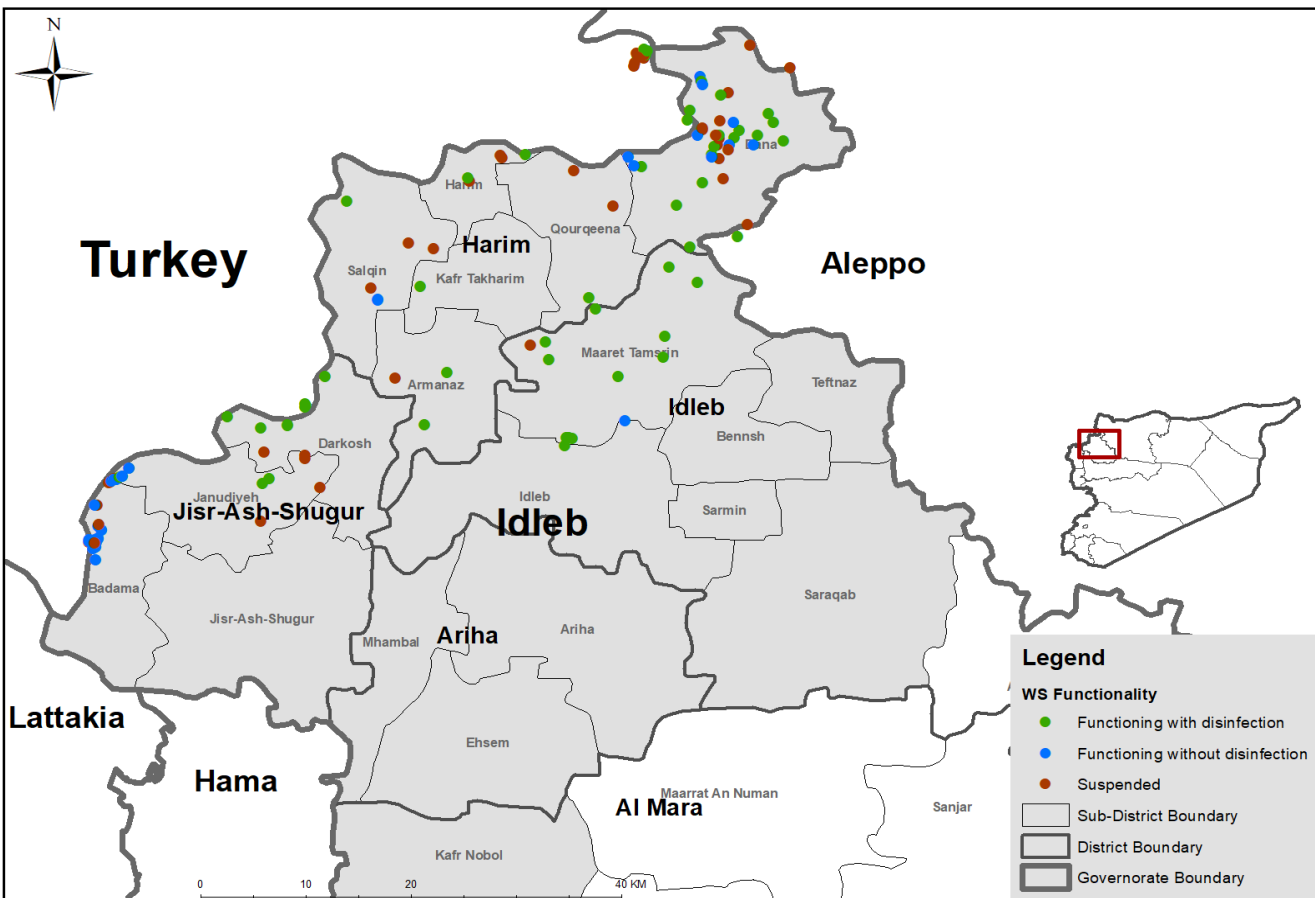 N
Dana
Harim
Turkey
Harim
Qourqeena
Aleppo
Salqin
Kafr Takharim
Maaret Tamsrin
Armanaz
Teftnaz
Idleb
Bennsh
Darkosh
Janudiyeh
Jisr-Ash-Shugur
Idleb
Idleb
Sarmin
Badama
Saraqab
Jisr-Ash-Shugur
Mhambal
Ariha
Ariha
Lattakia
Ehsem
Hama
Maarrat An Numan
Al Mara
Sanjar
Kafr Nobol
0 10 20 40 KM
Legend
WS Functionality
Functioning with disinfection
Functioning without disinfection
Suspended
Sub-District Boundary
District Boundary
Governorate Boundary